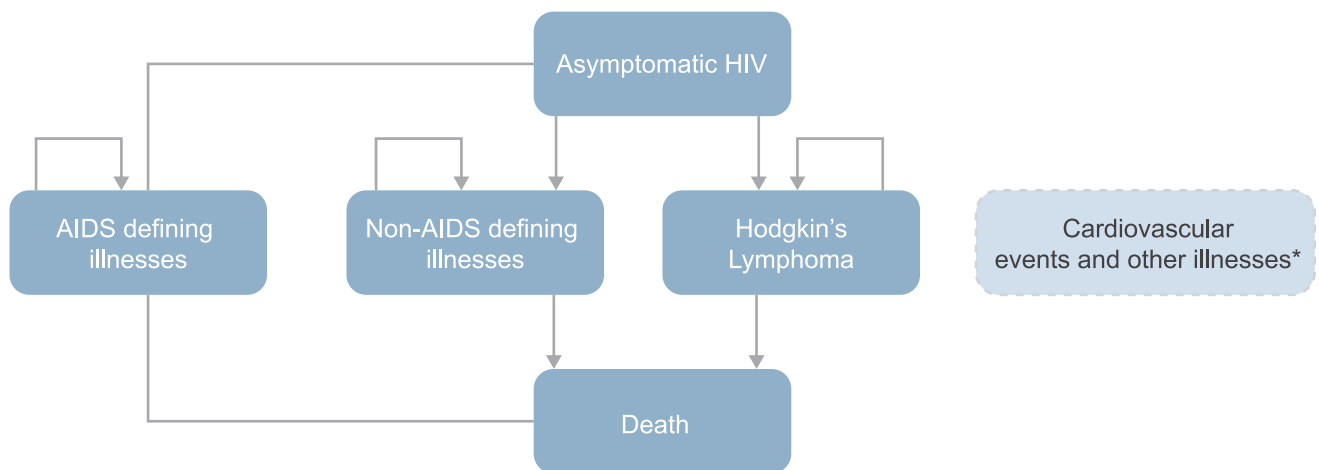 Asymptomatic HIV
AIDS defining
illnesses
Non-AIDS defining
illnesses
Hodgkin’s
Lymphoma
Cardiovascular
events and other illnesses*
Death